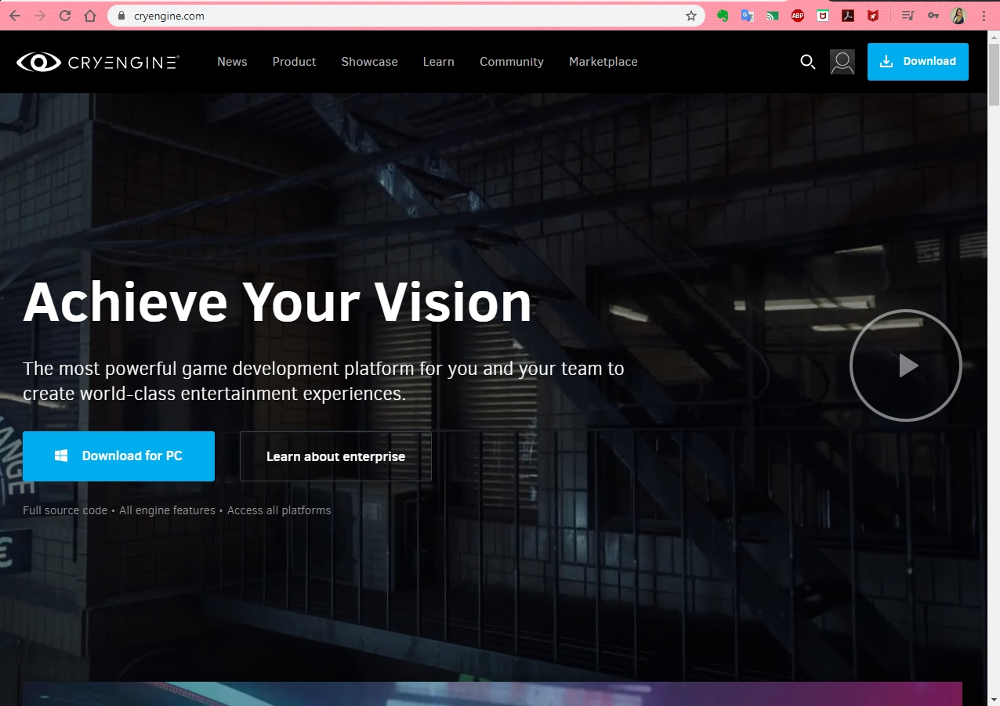 cryengine.com
ABP
CRYENGINE®
News
Product
Showcase
Learn
Community
Marketplace
Download
Achieve Your Vision
The most powerful game development platform for you and your team to
create world-class entertainment experiences.
Download for PC
Learn about enterprise
Full source code • All engine features • Access all platforms
ANGE
€